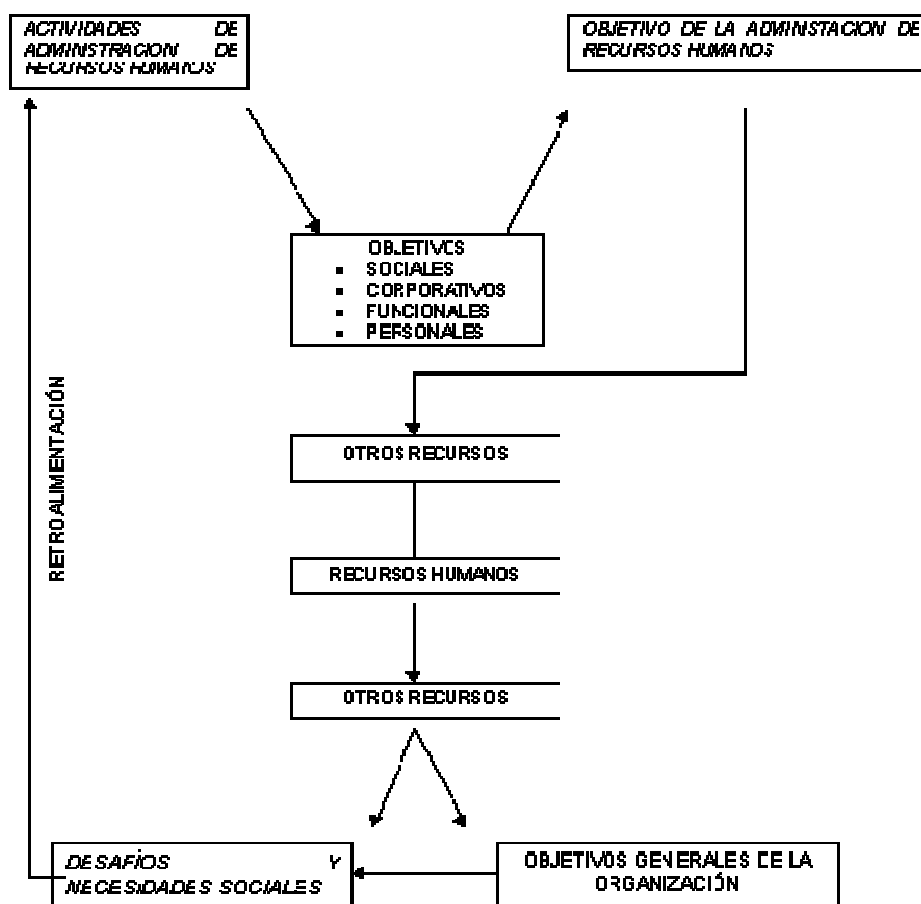 ACTIVIDADES DE
ADMINISTRACION DE
RECURSOS HUMANOS
OBJETIVO DE LA ADMINSTACION DE
RECURSOS HUMANOS
OBJETIVOS
▪ SOCIALES
▪ CORPORATIVOS
▪ FUNCIONALES
▪ PERSONALES
RETROALIMENTACIÓN
OTROS RECURSOS
RECURSOS HUMANOS
OTROS RECURSOS
DESAFÍOS Y
NECESIDADES SOCIALES
OBJETIVOS GENERALES DE LA
ORGANIZACIÓN